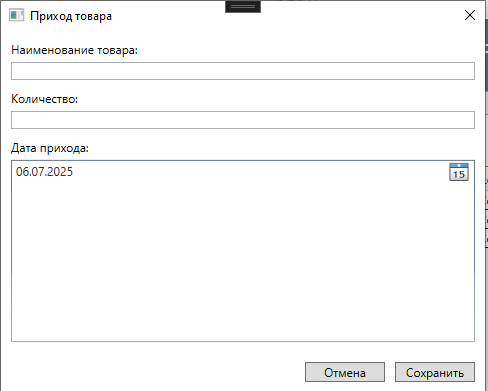 Приход товара
Наименование товара:
Количество:
Дата прихода:
06.07.2025
15
Отмена
Сохранить